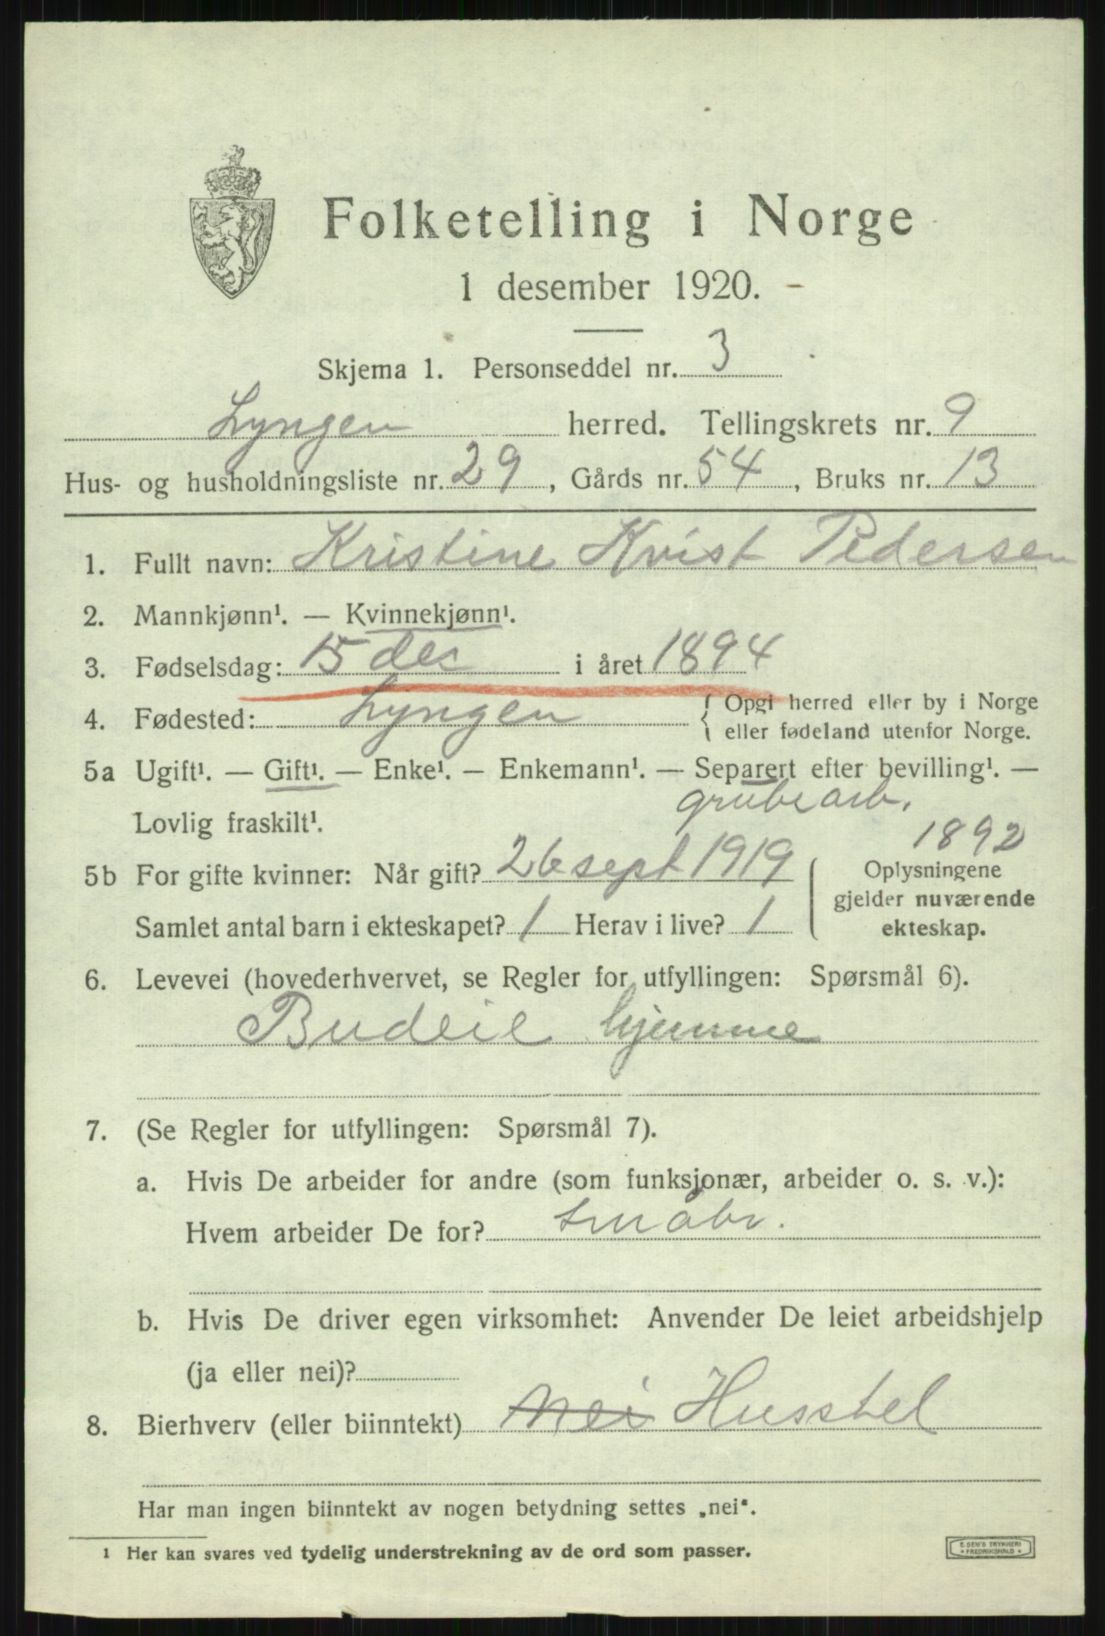 Folketelling i Norge
1 desember 1920.
Skjema 1. Personseddel nr. 3
Lyngen herred. Tellingskrets nr. 9
Hus- og husholdningsliste nr. 29, Gårds nr. 54, Bruks nr. 13
1. Fullt navn: Kristine Kvist Pedersen
2. Mannkjønn¹. — Kvinnekjønn¹.
3. Fødselsdag: 15 des i året 1894
4. Fødested: Lyngen { Opgi herred eller by i Norge
eller fødeland utenfor Norge.
5a Ugift¹. — Gift¹. — Enke¹. — Enkemann¹. — Separert efter bevilling¹. —
grubearb.
Lovlig fraskilt¹.
1892
5b For gifte kvinner: Når gift? 26 sept 1919 Oplysningene
gjelder nuværende
Samlet antal barn i ekteskapet? 1 Herav i live? 1 ekteskap.
6. Levevei (hovederhvervet, se Regler for utfyllingen: Spørsmål 6).
Budeie hjemme
7. (Se Regler for utfyllingen: Spørsmål 7).
a. Hvis De arbeider for andre (som funksjonær, arbeider o. s. v.):
Hvem arbeider De for? småbr.
b. Hvis De driver egen virksomhet: Anvender De leiet arbeidshjelp
(ja eller nei)?
8. Bierhverv (eller biinntekt) Nei Husstel
Har man ingen biinntekt av nogen betydning settes „nei".
¹ Her kan svares ved tydelig understrekning av de ord som passer.
E. SEM'S TRYKKERI
• FREDRIKSHALD •